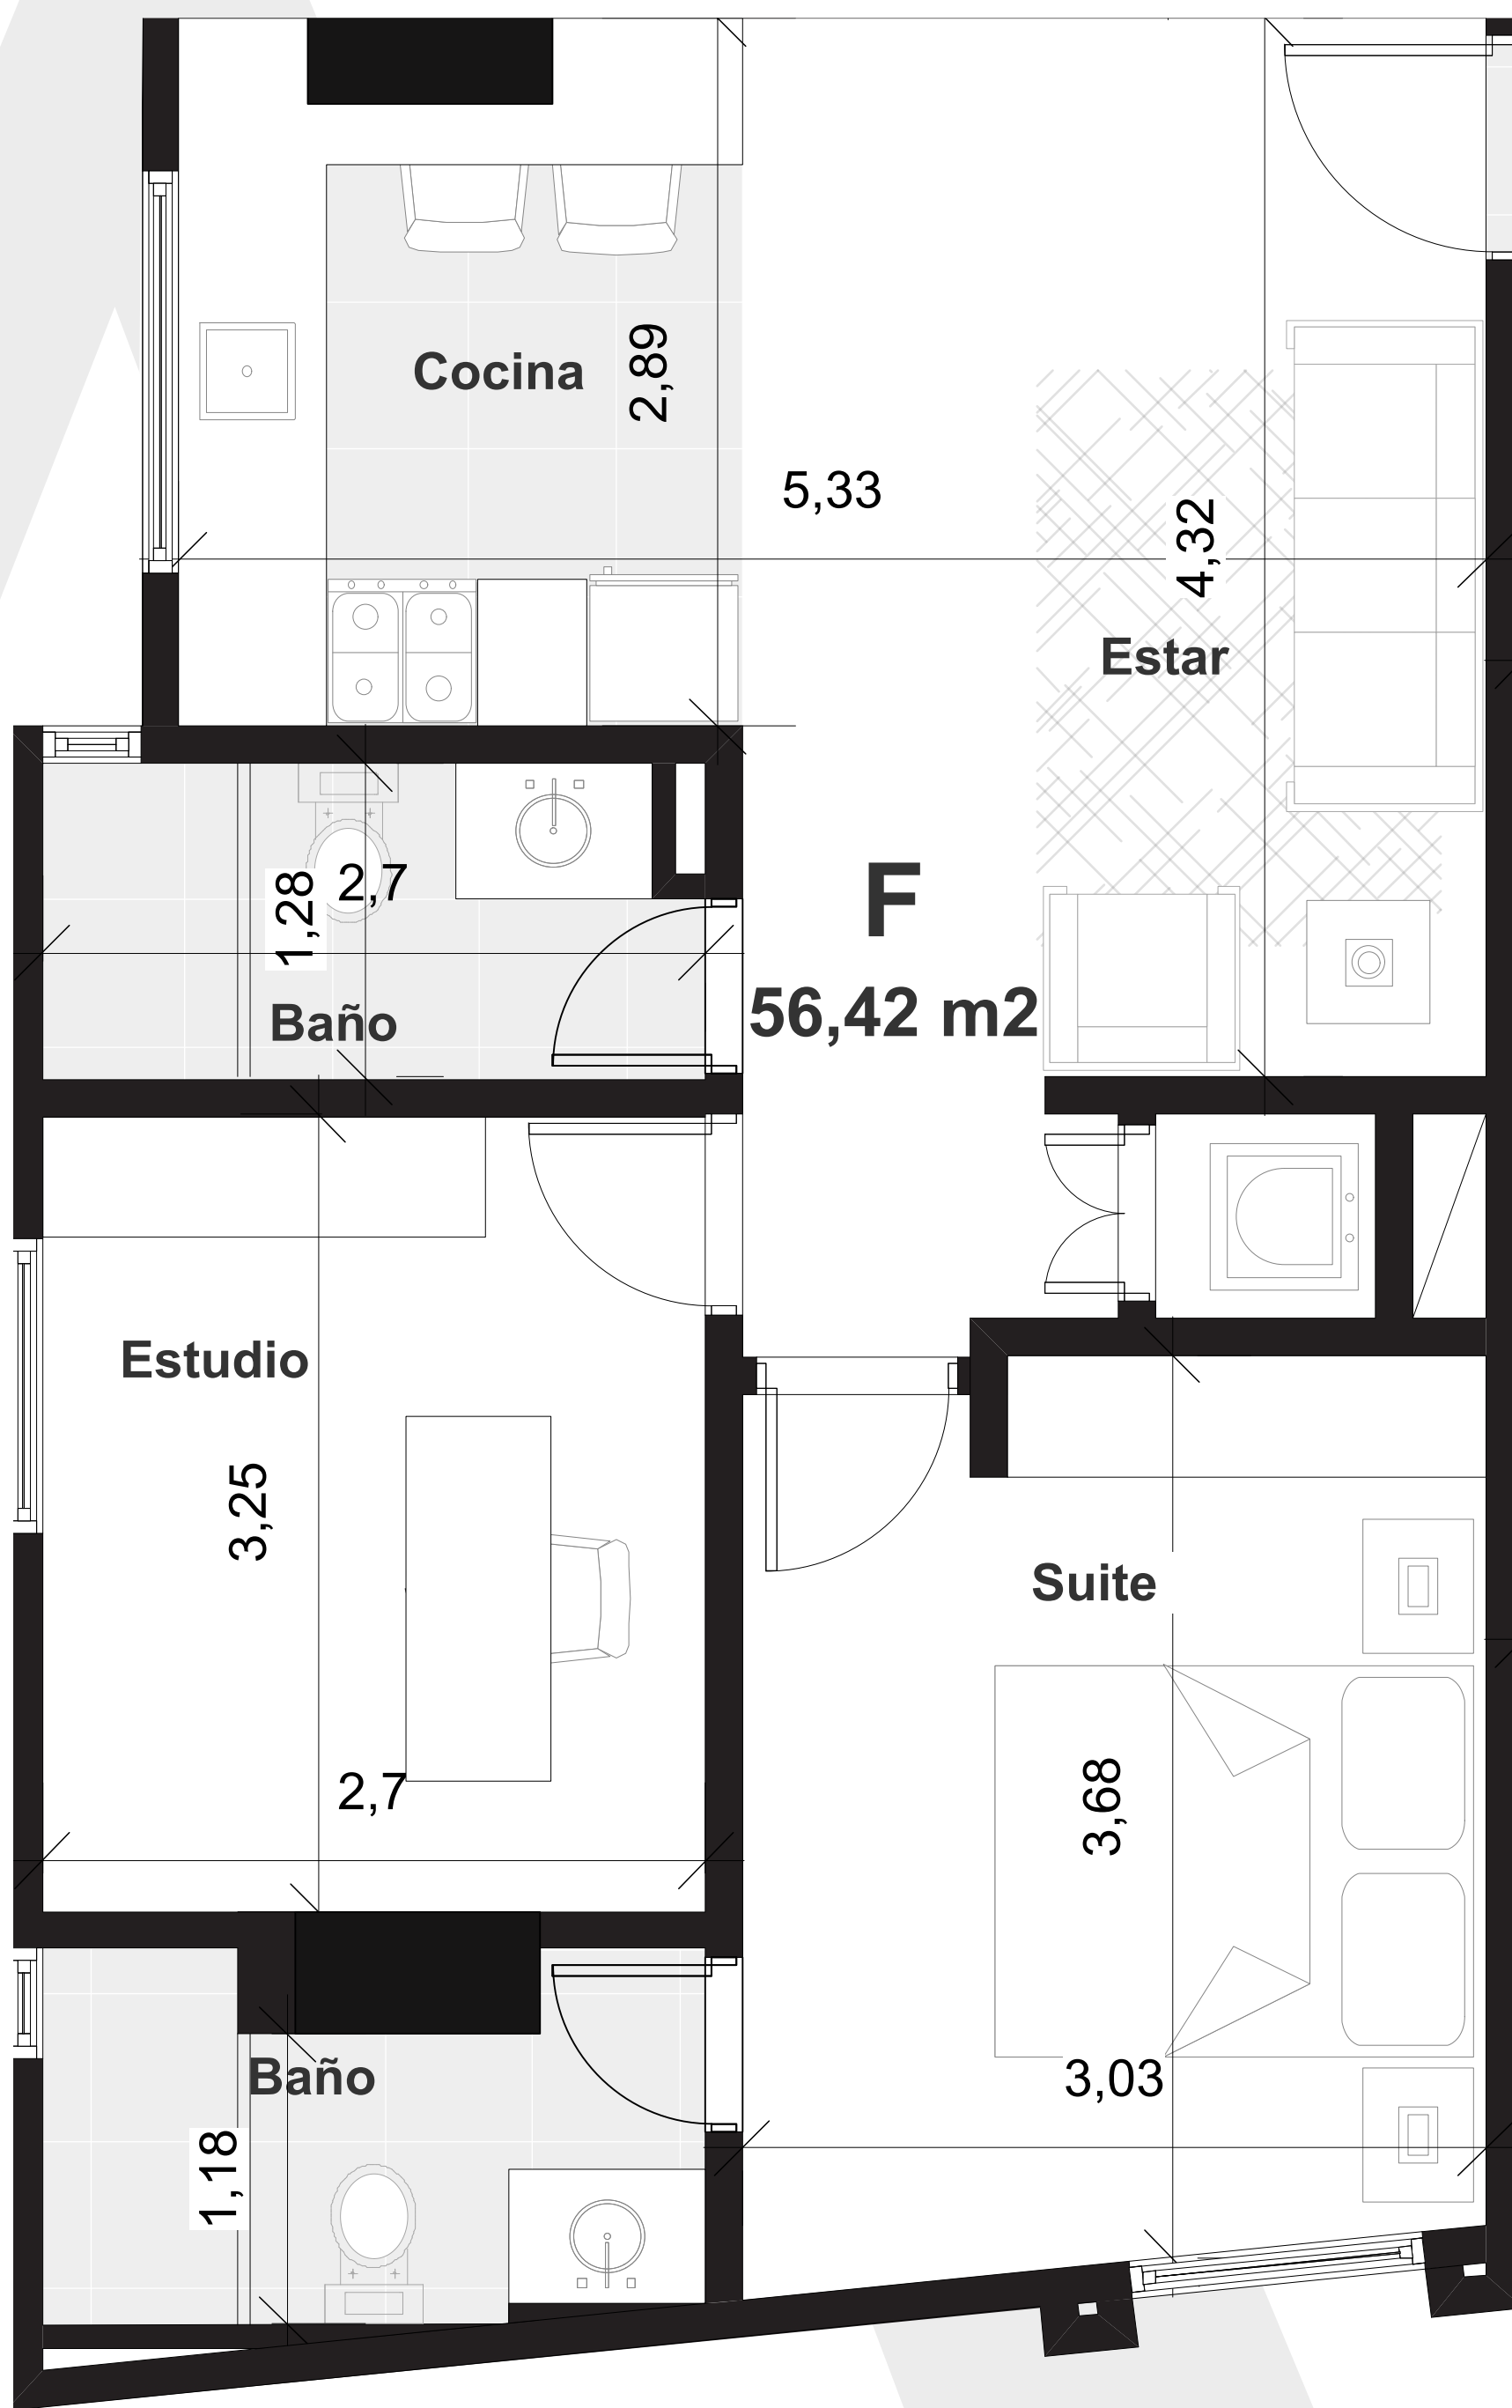 Cocina
2,89
5,33
4,32
Estar
2,7
1,28
Baño
F
56,42 m2
Estudio
3,25
2,7
Suite
3,68
3,03
Baño
1,18